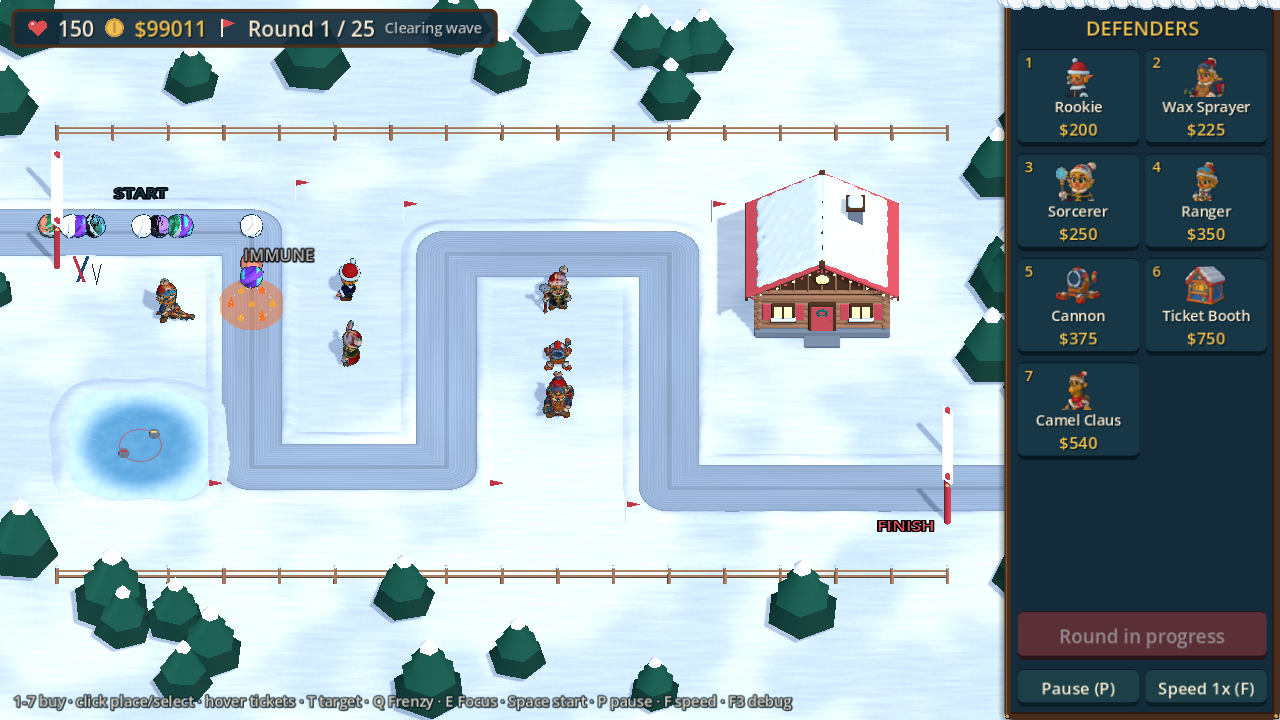 150 $99011 Round 1 / 25 Clearing wave
START
IMMUNE
FINISH
DEFENDERS
1
Rookie
$200
2
Wax Sprayer
$225
3
Sorcerer
$250
4
Ranger
$350
5
Cannon
$375
6
Ticket Booth
$750
7
Camel Claus
$540
Round in progress
Pause (P) Speed 1x (F)
1-7 buy · click place/select · hover tickets · T target · Q Frenzy · E Focus · Space start · P pause · F speed · F3 debug